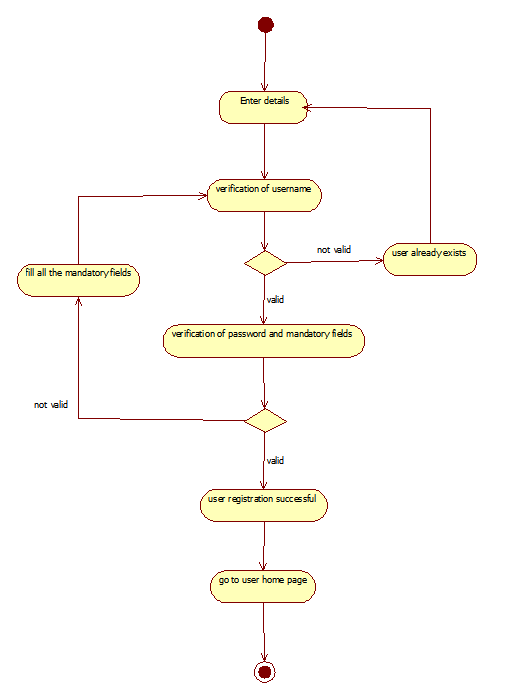 Enter details
verification of username
not valid
user already exists
fill all the mandatory fields
valid
verification of password and mandatory fields
not valid
valid
user registration successful
go to user home page